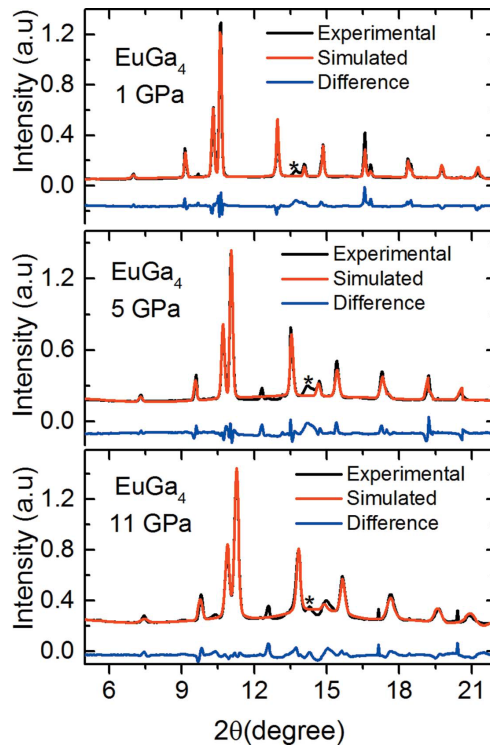 Intensity (a.u)
1.2
0.8
0.4
0.0
EuGa4
1 GPa
Experimental
Simulated
Difference
*
Intensity (a.u)
1.2
0.6
0.0
EuGa4
5 GPa
Experimental
Simulated
Difference
*
Intensity (a.u)
1.2
0.8
0.4
0.0
EuGa4
11 GPa
Experimental
Simulated
Difference
*
6 9 12 15 18 21
2θ(degree)